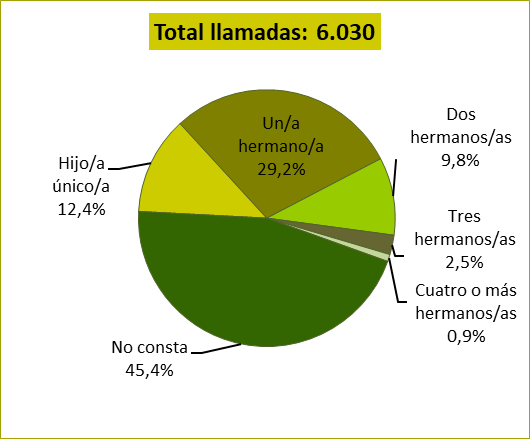 Total llamadas: 6.030
Un/a
hermano/a
29,2%
Dos
hermanos/as
9,8%
Tres
hermanos/as
2,5%
Cuatro o más
hermanos/as
0,9%
No consta
45,4%
Hijo/a
único/a
12,4%